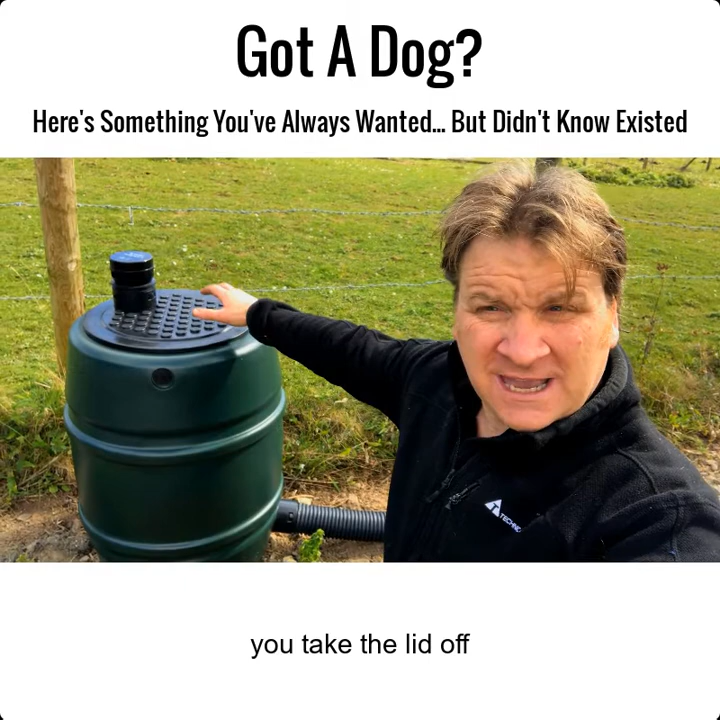 Got A Dog?
Here's Something You've Always Wanted... But Didn't Know Existed
you take the lid off